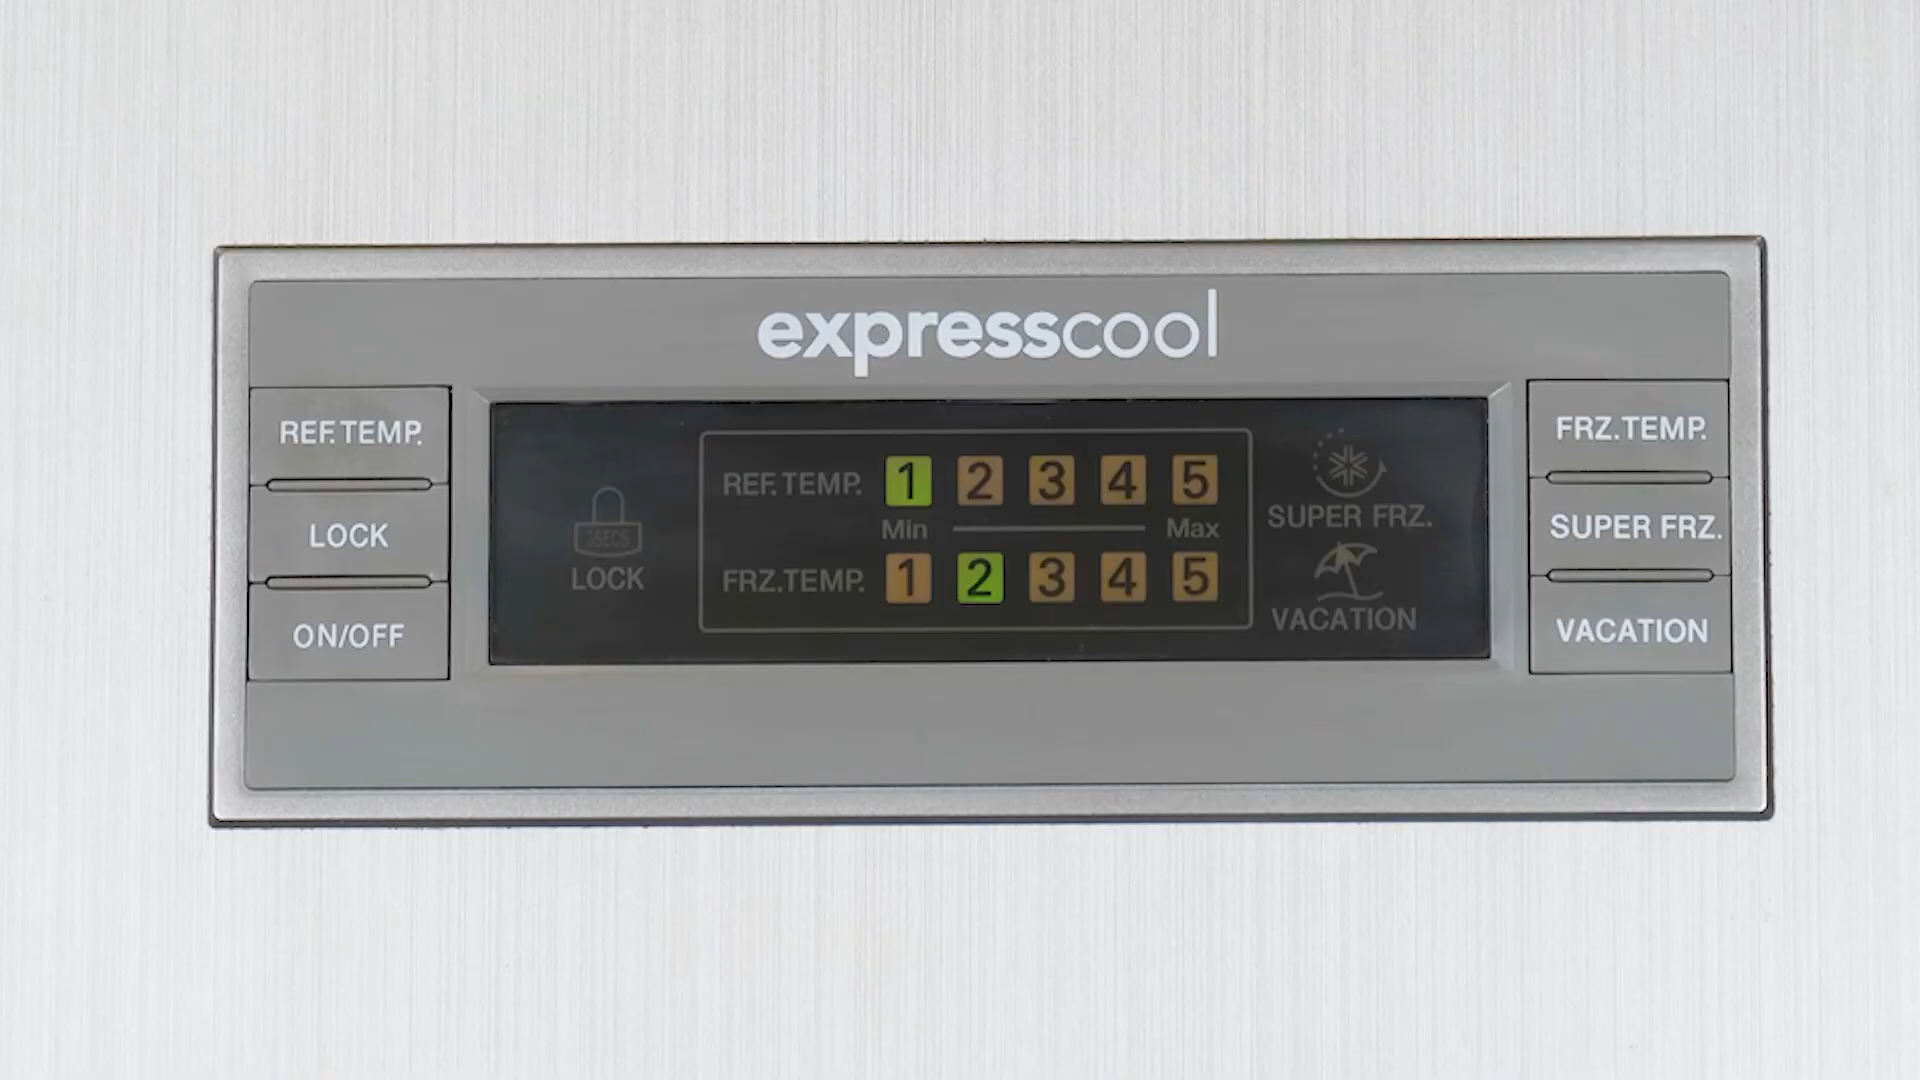 expresscool
REF. TEMP.
LOCK
ON/OFF
3SECS
LOCK
REF. TEMP. 1 2 3 4 5
Min Max
FRZ. TEMP. 1 2 3 4 5
SUPER FRZ.
VACATION
FRZ. TEMP.
SUPER FRZ.
VACATION